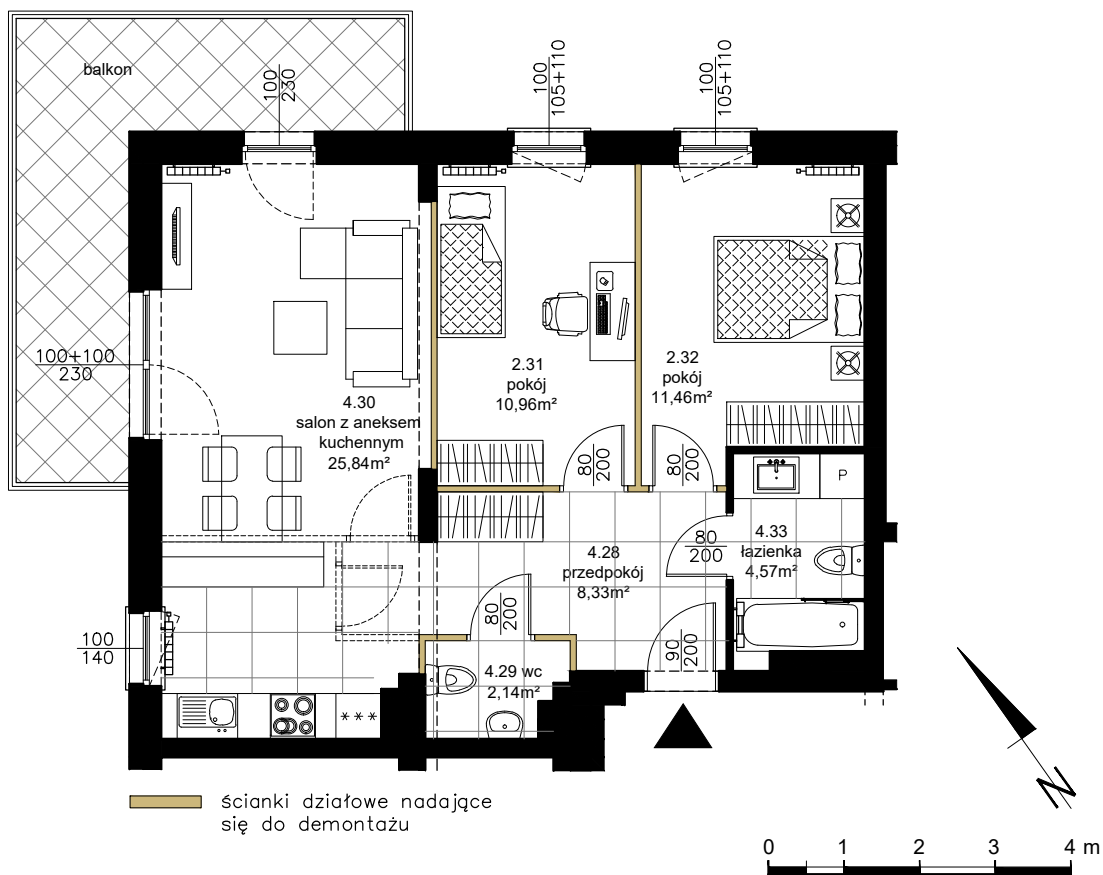 balkon
100
230
100
105+110
100
105+110
100+100
230
4.30
salon z aneksem
kuchennym
25,84m²
2.31
pokój
10,96m²
2.32
pokój
11,46m²
80
200
80
200
P
4.33
łazienka
4,57m²
80
200
4.28
przedpokój
8,33m²
80
200
90
200
100
140
4.29 wc
2,14m²
***
ścianki działowe nadające
się do demontażu
N
0 1 2 3 4 m